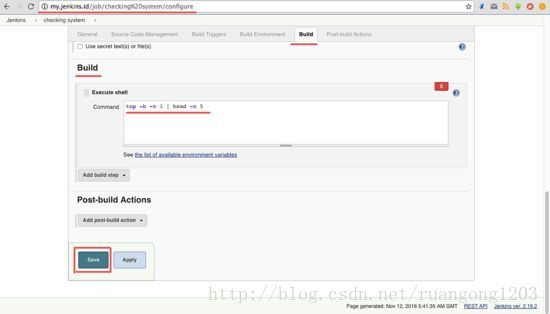 my.jenkins.id/job/checking%20system/configure
Jenkins checking system
General Source Code Management Build Triggers Build Environment Build Post-build Actions
Use secret text(s) or file(s)
Build
X
Execute shell
Command
top -b -n 1 | head -n 5
See the list of available environment variables
Add build step
Post-build Actions
Add post-build action
Save Apply
http://blog.csdn.net/ruangong1203
Page generated: Nov 12, 2016 5:41:35 AM GMT REST API Jenkins ver. 2.19.2